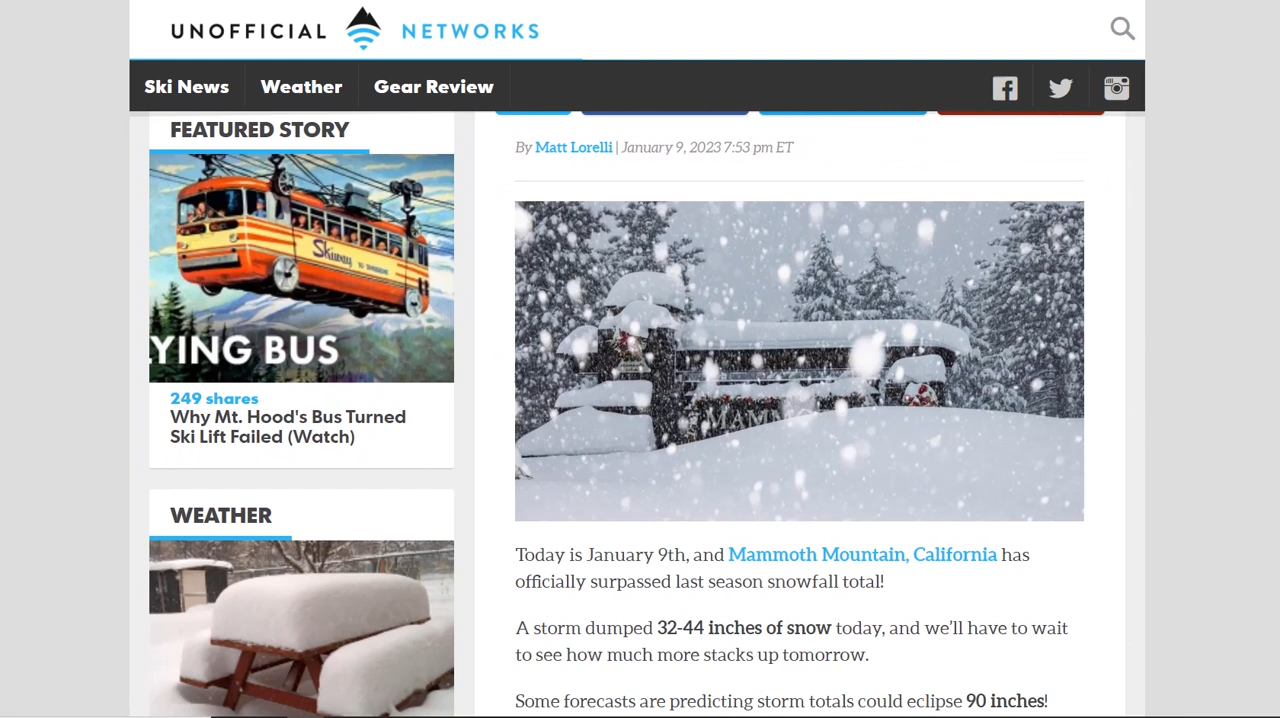 UNOFFICIAL NETWORKS
Ski News Weather Gear Review
FEATURED STORY
Skiway
YING BUS
249 shares
Why Mt. Hood's Bus Turned
Ski Lift Failed (Watch)
WEATHER
By Matt Lorelli | January 9, 2023 7:53 pm ET
Today is January 9th, and Mammoth Mountain, California has
officially surpassed last season snowfall total!
A storm dumped 32-44 inches of snow today, and we'll have to wait
to see how much more stacks up tomorrow.
Some forecasts are predicting storm totals could eclipse 90 inches!